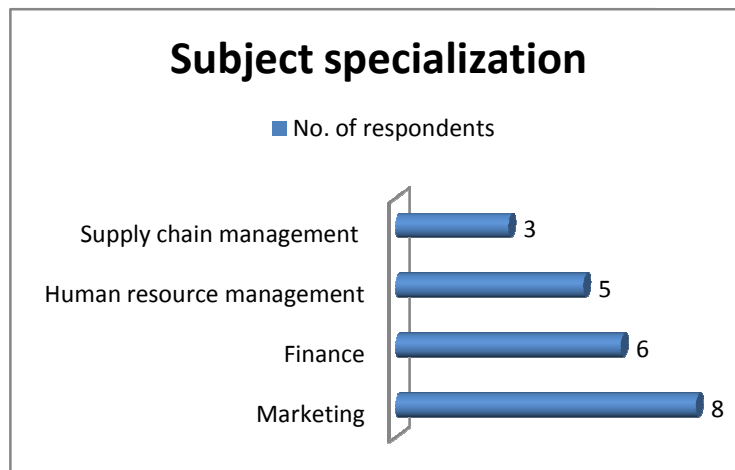 Subject specialization
No. of respondents
Supply chain management 3
Human resource management 5
Finance 6
Marketing 8